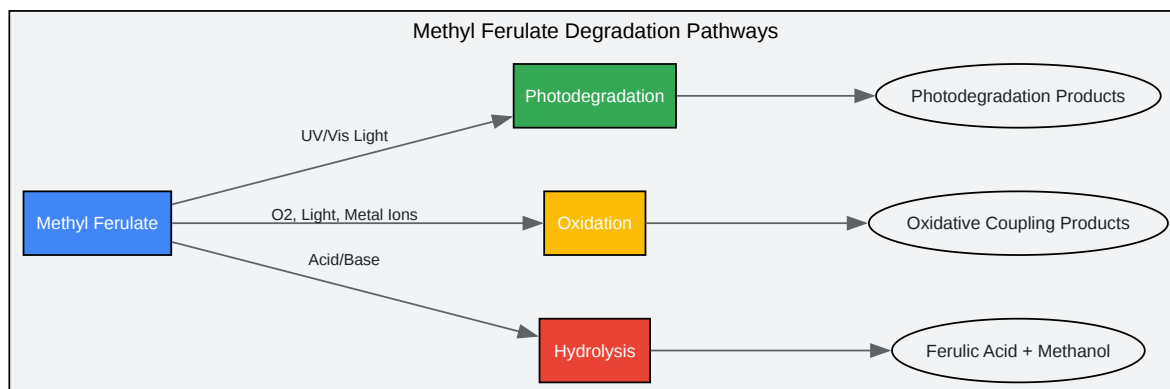 Methyl Ferulate Degradation Pathways
Photodegradation
Photodegradation Products
UV/Vis Light
Methyl Ferulate
O2, Light, Metal Ions
Oxidation
Oxidative Coupling Products
Acid/Base
Hydrolysis
Ferulic Acid + Methanol